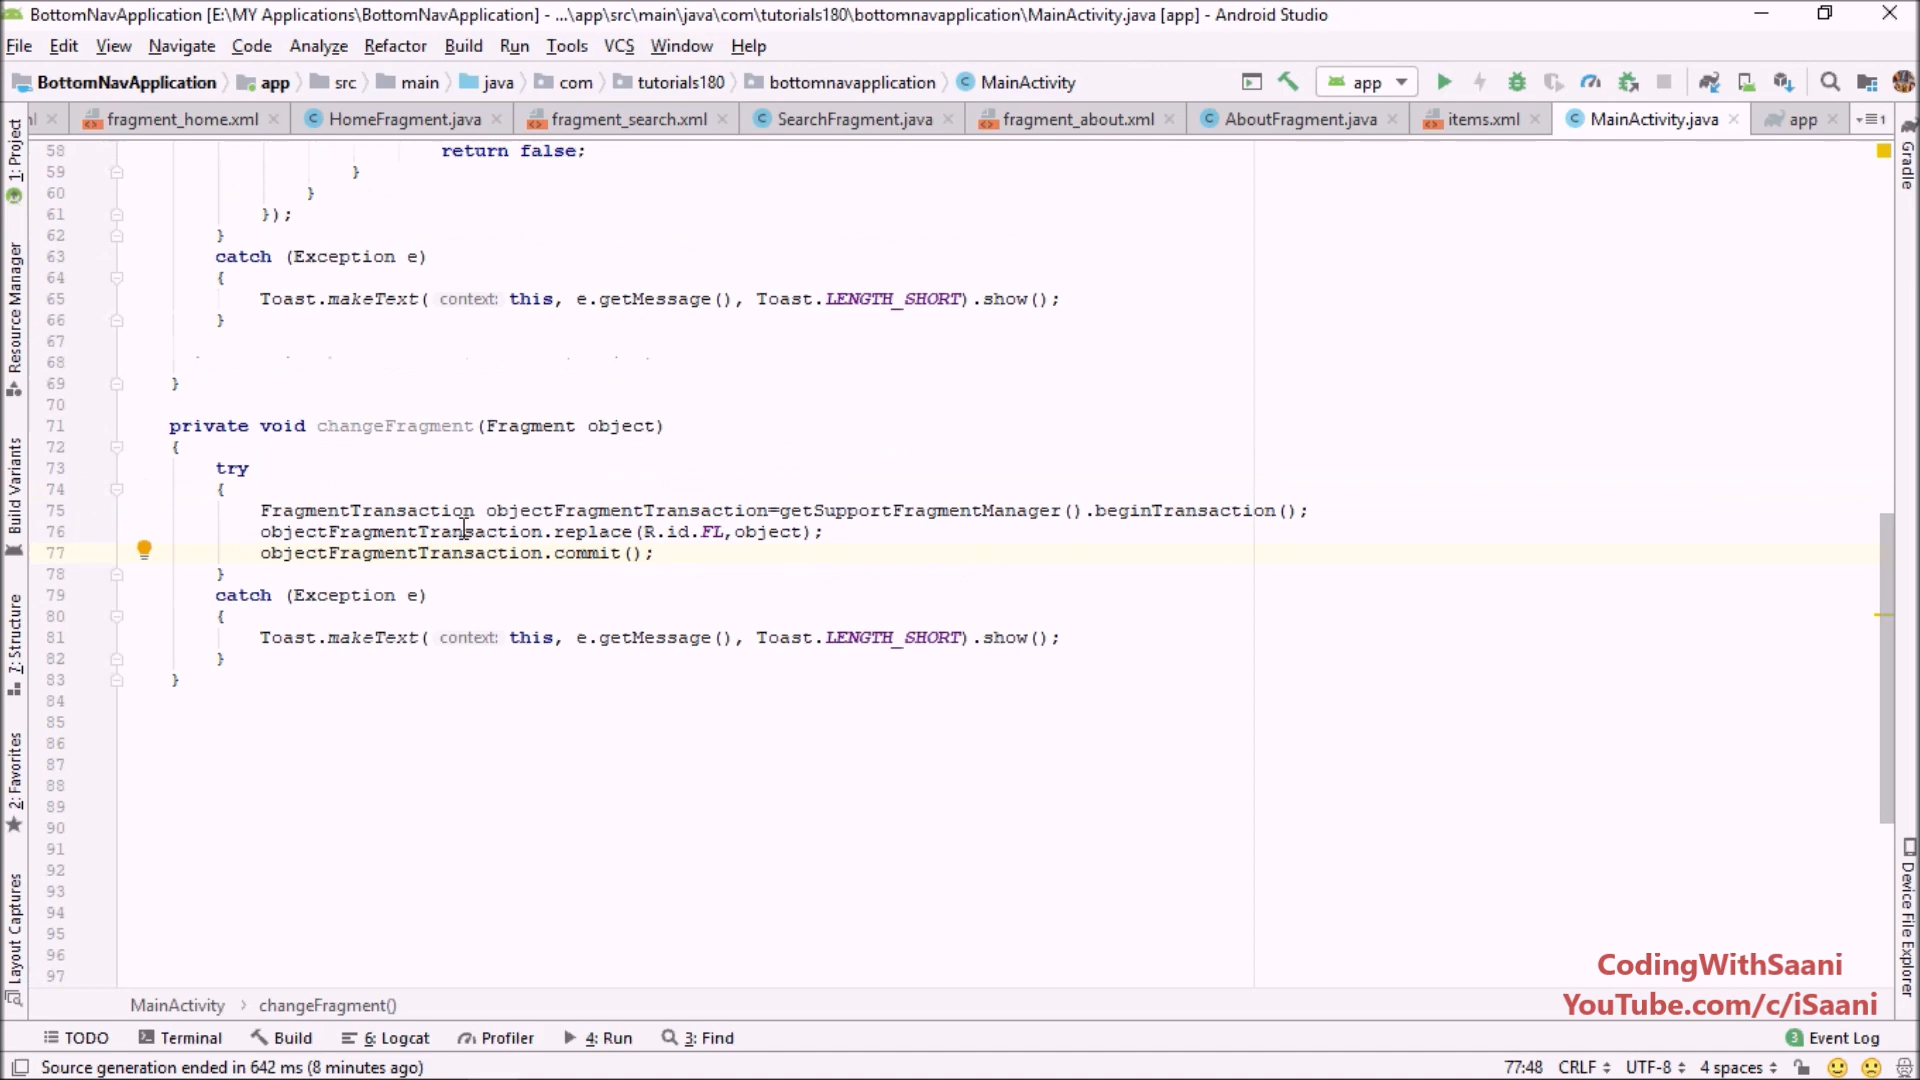 BottomNavApplication [E:\MY Applications\BottomNavApplication] - ...\app\src\main\java\com\tutorials180\bottomnavapplication\MainActivity.java [app] - Android Studio
File Edit View Navigate Code Analyze Refactor Build Run Tools VCS Window Help
BottomNavApplication app src main java com tutorials180 bottomnavapplication MainActivity app
fragment_home.xml HomeFragment.java fragment_search.xml SearchFragment.java fragment_about.xml AboutFragment.java items.xml MainActivity.java app 1
1: Project
Resource Manager
Build Variants
7: Structure
2: Favorites
Layout Captures
58 return false;
59 }
60 }
61 });
62 }
63 catch (Exception e)
64 {
65 Toast.makeText( context: this, e.getMessage(), Toast.LENGTH_SHORT).show();
66 }
67
68
69 }
70
71 private void changeFragment(Fragment object)
72 {
73 try
74 {
75 FragmentTransaction objectFragmentTransaction=getSupportFragmentManager().beginTransaction();
76 objectFragmentTransaction.replace(R.id.FL,object);
77 objectFragmentTransaction.commit();
78 }
79 catch (Exception e)
80 {
81 Toast.makeText( context: this, e.getMessage(), Toast.LENGTH_SHORT).show();
82 }
83 }
84
85
86
87
88
89
90
91
92
93
94
95
96
97
Gradle
Device File Explorer
CodingWithSaani
YouTube.com/c/iSaani
MainActivity changeFragment()
TODO Terminal Build 6: Logcat Profiler 4: Run 3: Find 3 Event Log
Source generation ended in 642 ms (8 minutes ago) 77:48 CRLF UTF-8 4 spaces